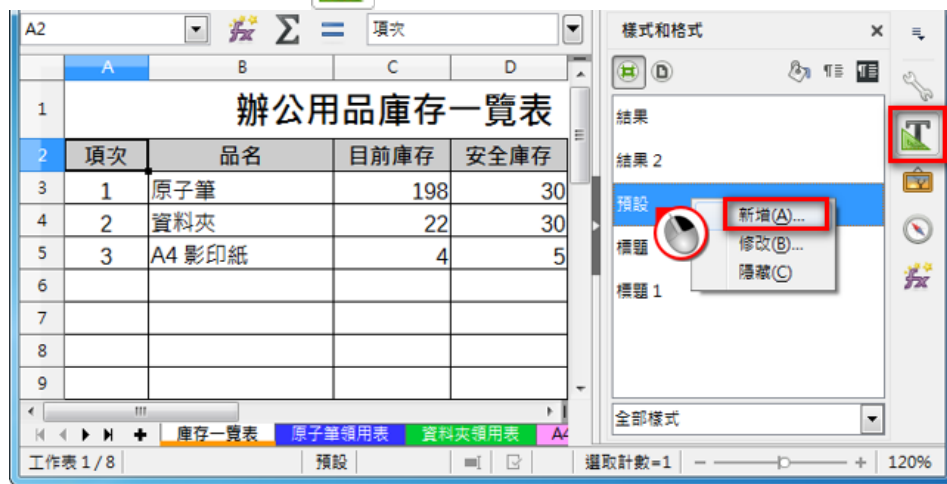 A2 fx Σ = 項次
樣式和格式
A B C D
1 辦公用品庫存一覽表
2 項次 品名 目前庫存 安全庫存
3 1 原子筆 198 30
4 2 資料夾 22 30
5 3 A4 影印紙 4 5
6
7
8
9
結果
結果 2
預設
標題
標題 1
新增(A)...
修改(B)...
隱藏(C)
全部樣式
庫存一覽表 原子筆領用表 資料夾領用表 A4
工作表 1 / 8 預設 選取計數=1 120%